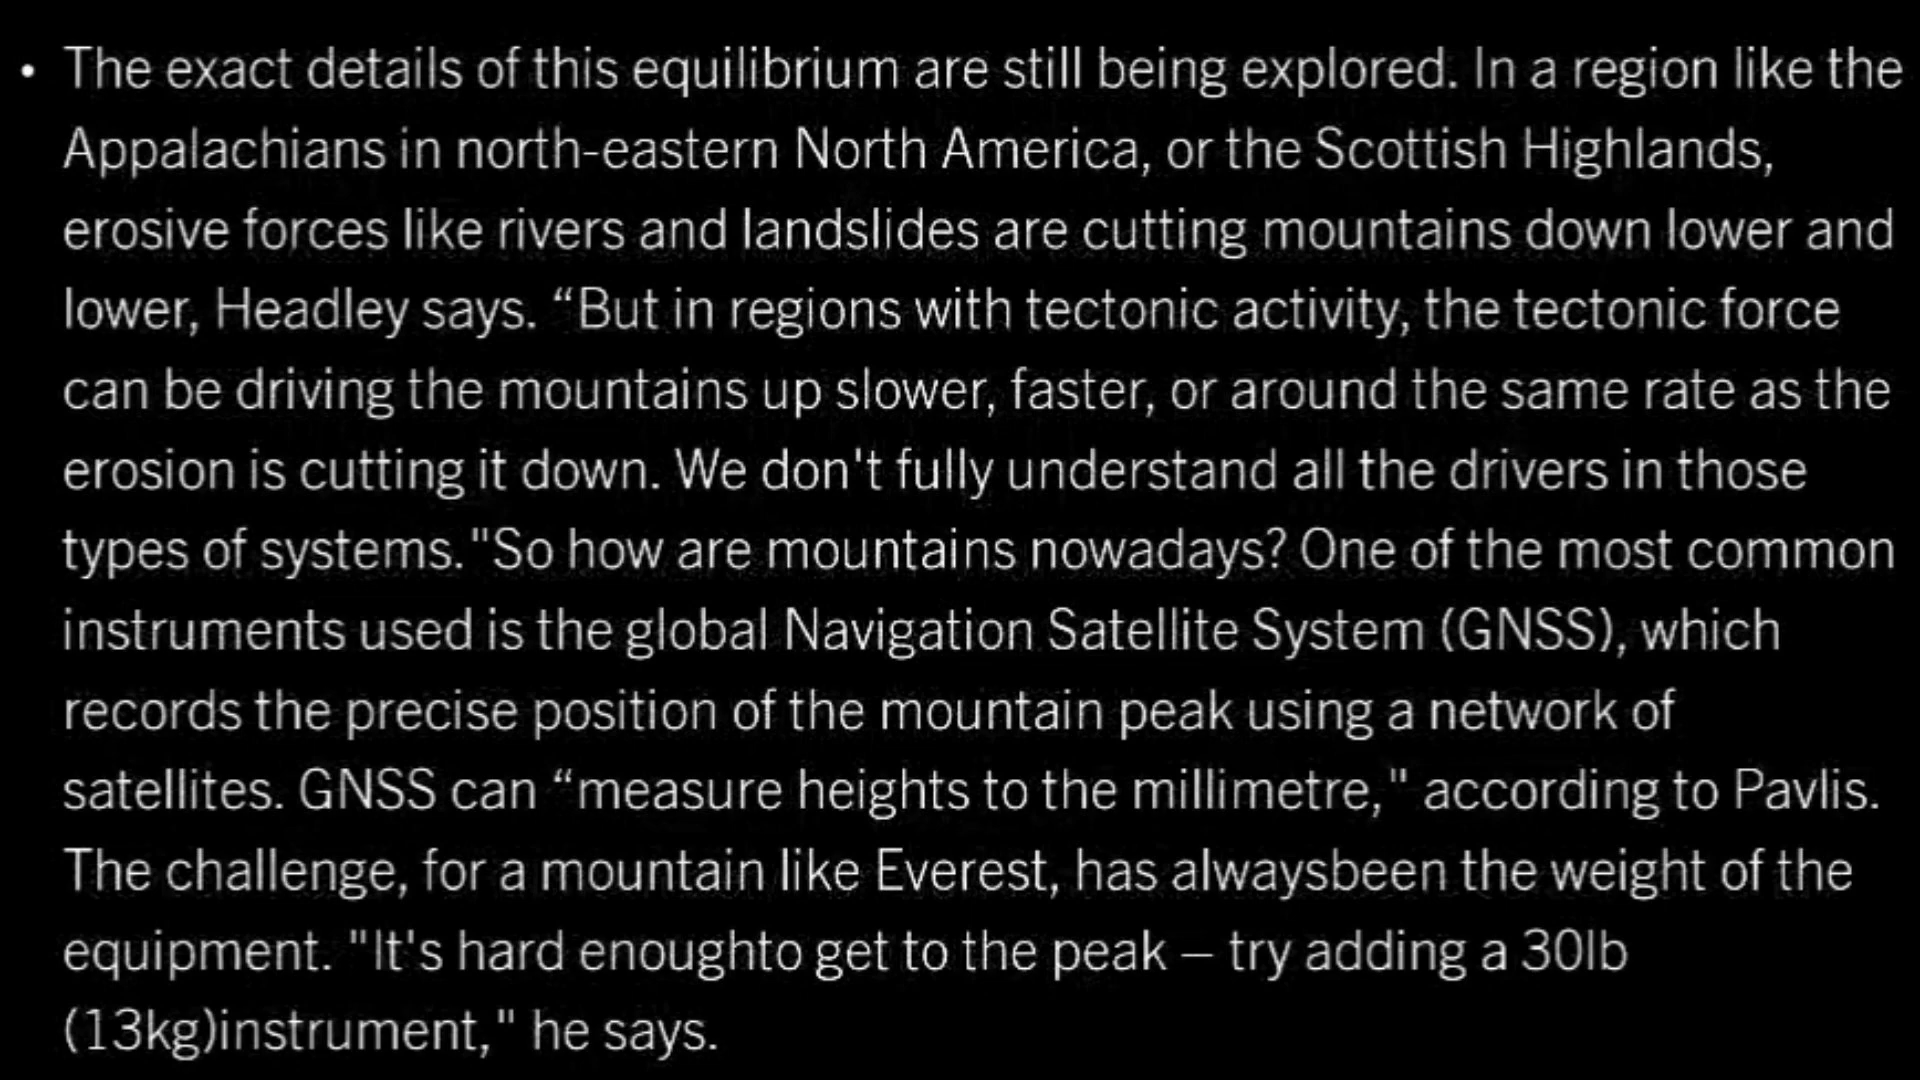 • The exact details of this equilibrium are still being explored. In a region like the
Appalachians in north-eastern North America, or the Scottish Highlands,
erosive forces like rivers and landslides are cutting mountains down lower and
lower, Headley says. “But in regions with tectonic activity, the tectonic force
can be driving the mountains up slower, faster, or around the same rate as the
erosion is cutting it down. We don't fully understand all the drivers in those
types of systems."So how are mountains nowadays? One of the most common
instruments used is the global Navigation Satellite System (GNSS), which
records the precise position of the mountain peak using a network of
satellites. GNSS can “measure heights to the millimetre," according to Pavlis.
The challenge, for a mountain like Everest, has alwaysbeen the weight of the
equipment. "It's hard enoughto get to the peak – try adding a 30lb
(13kg)instrument," he says.